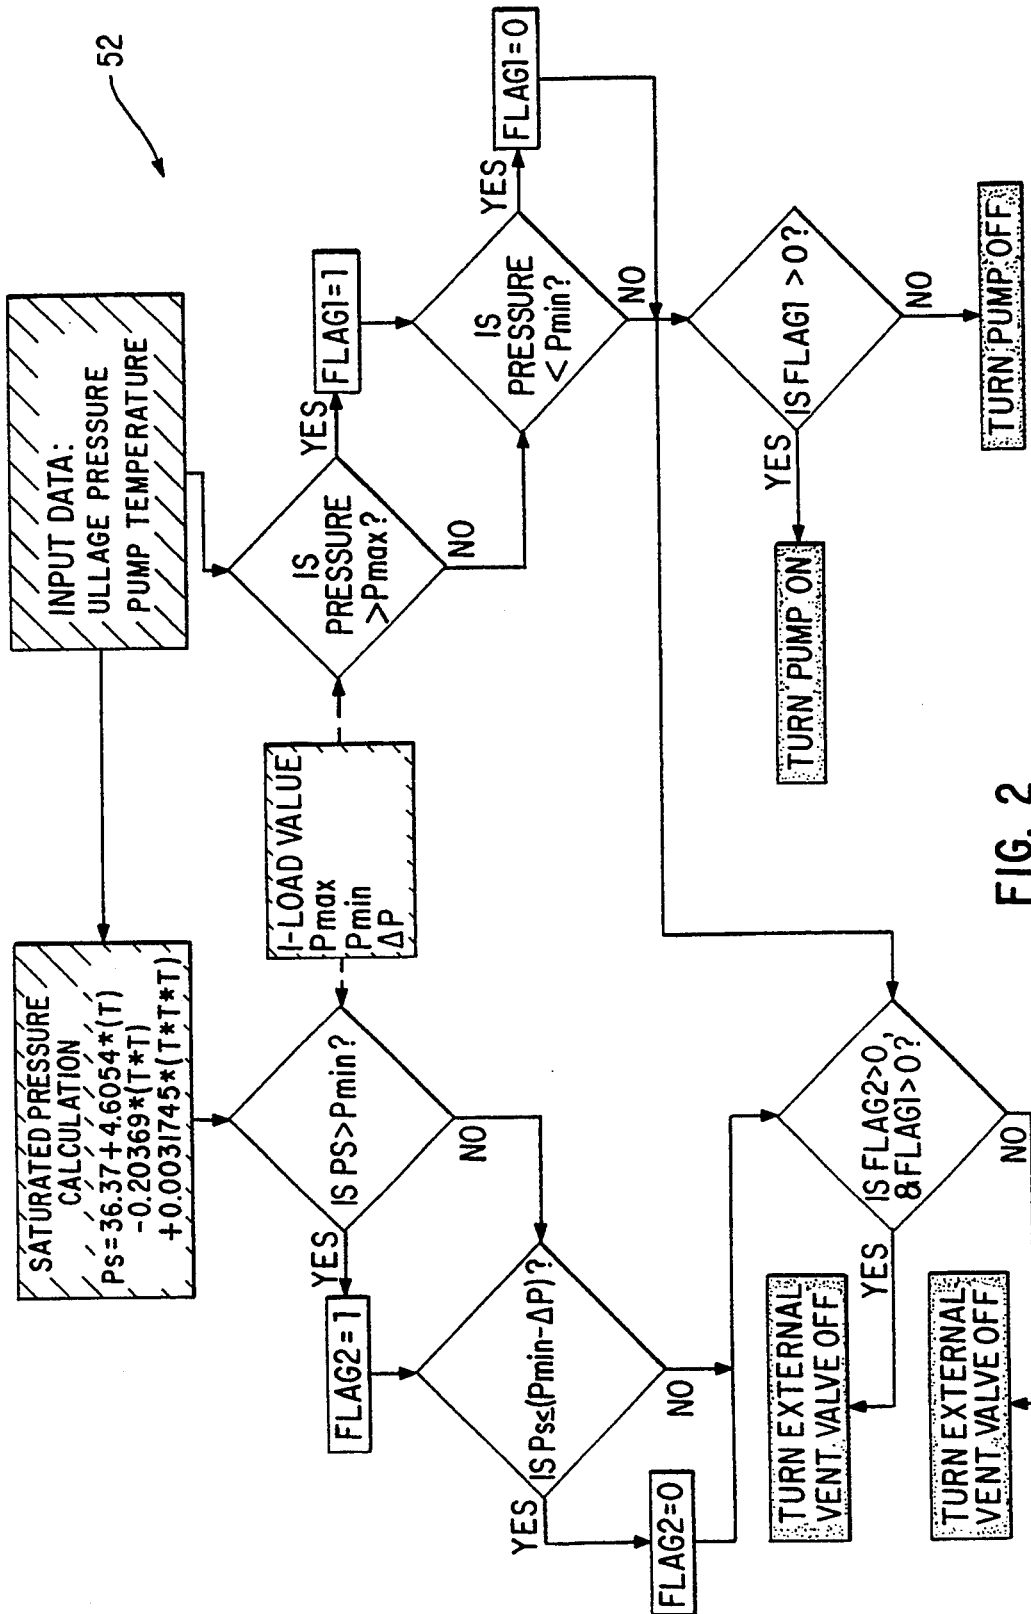 52
INPUT DATA:
ULLAGE PRESSURE
PUMP TEMPERATURE
SATURATED PRESSURE
CALCULATION
Ps=36.37+4.6054*(T)
-0.20369*(T*T)
+0.0031745*(T*T*T)
I-LOAD VALUE
Pmax
Pmin
ΔP
IS
PRESSURE
>Pmax?
YES
NO
FLAG1=1
IS
PRESSURE
< Pmin?
YES
NO
FLAG1=0
IS FLAG1 >0?
YES
NO
TURN PUMP ON
TURN PUMP OFF
IS PS>Pmin?
YES
NO
FLAG2=1
IS Ps≤(Pmin-ΔP)?
YES
NO
FLAG2=0
IS FLAG2>0,
&FLAG1>0?
YES
NO
TURN EXTERNAL
VENT VALVE OFF
TURN EXTERNAL
VENT VALVE OFF
FIG. 2